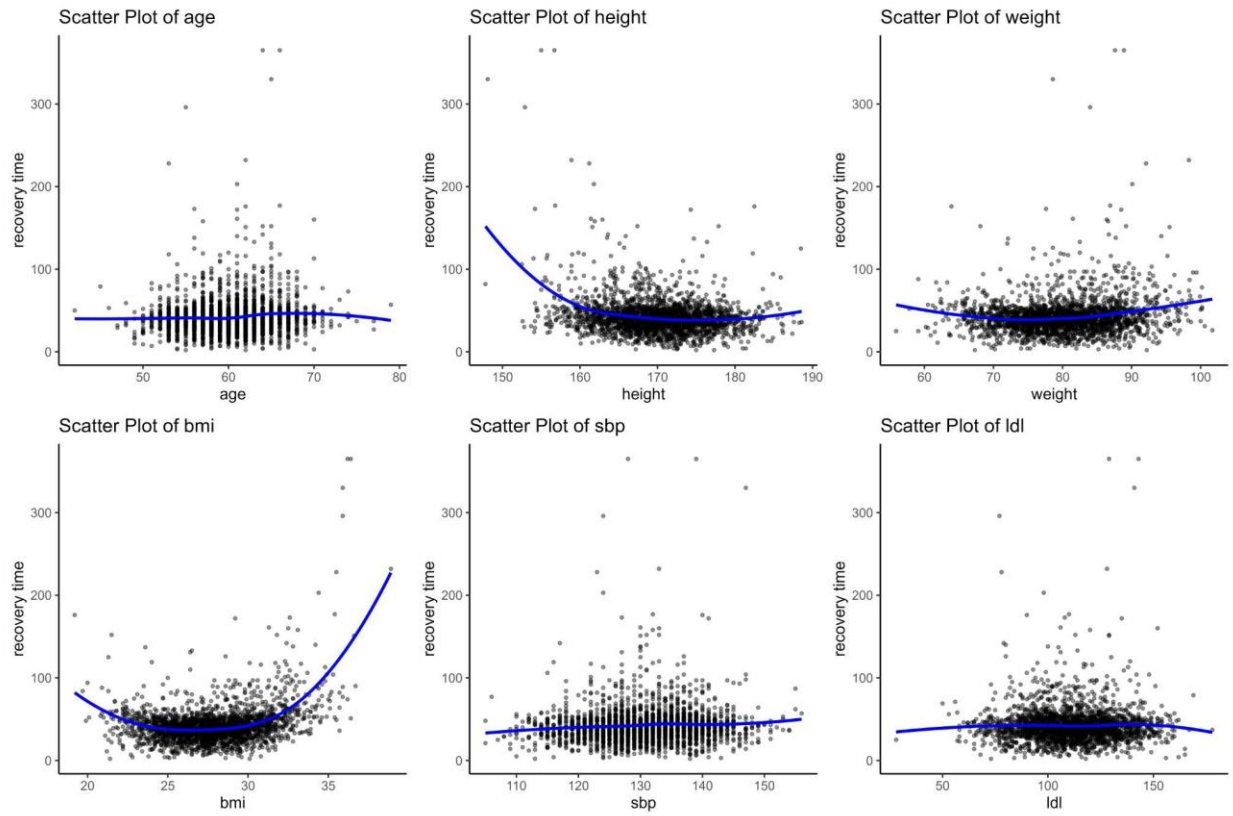 Scatter Plot of age
recovery time
300
200
100
0
50
60
70
80
age
Scatter Plot of height
recovery time
300
200
100
0
150
160
170
180
190
height
Scatter Plot of weight
recovery time
300
200
100
0
60
70
80
90
100
weight
Scatter Plot of bmi
recovery time
300
200
100
0
20
25
30
35
bmi
Scatter Plot of sbp
recovery time
300
200
100
0
110
120
130
140
150
sbp
Scatter Plot of ldl
recovery time
300
200
100
0
50
100
150
ldl